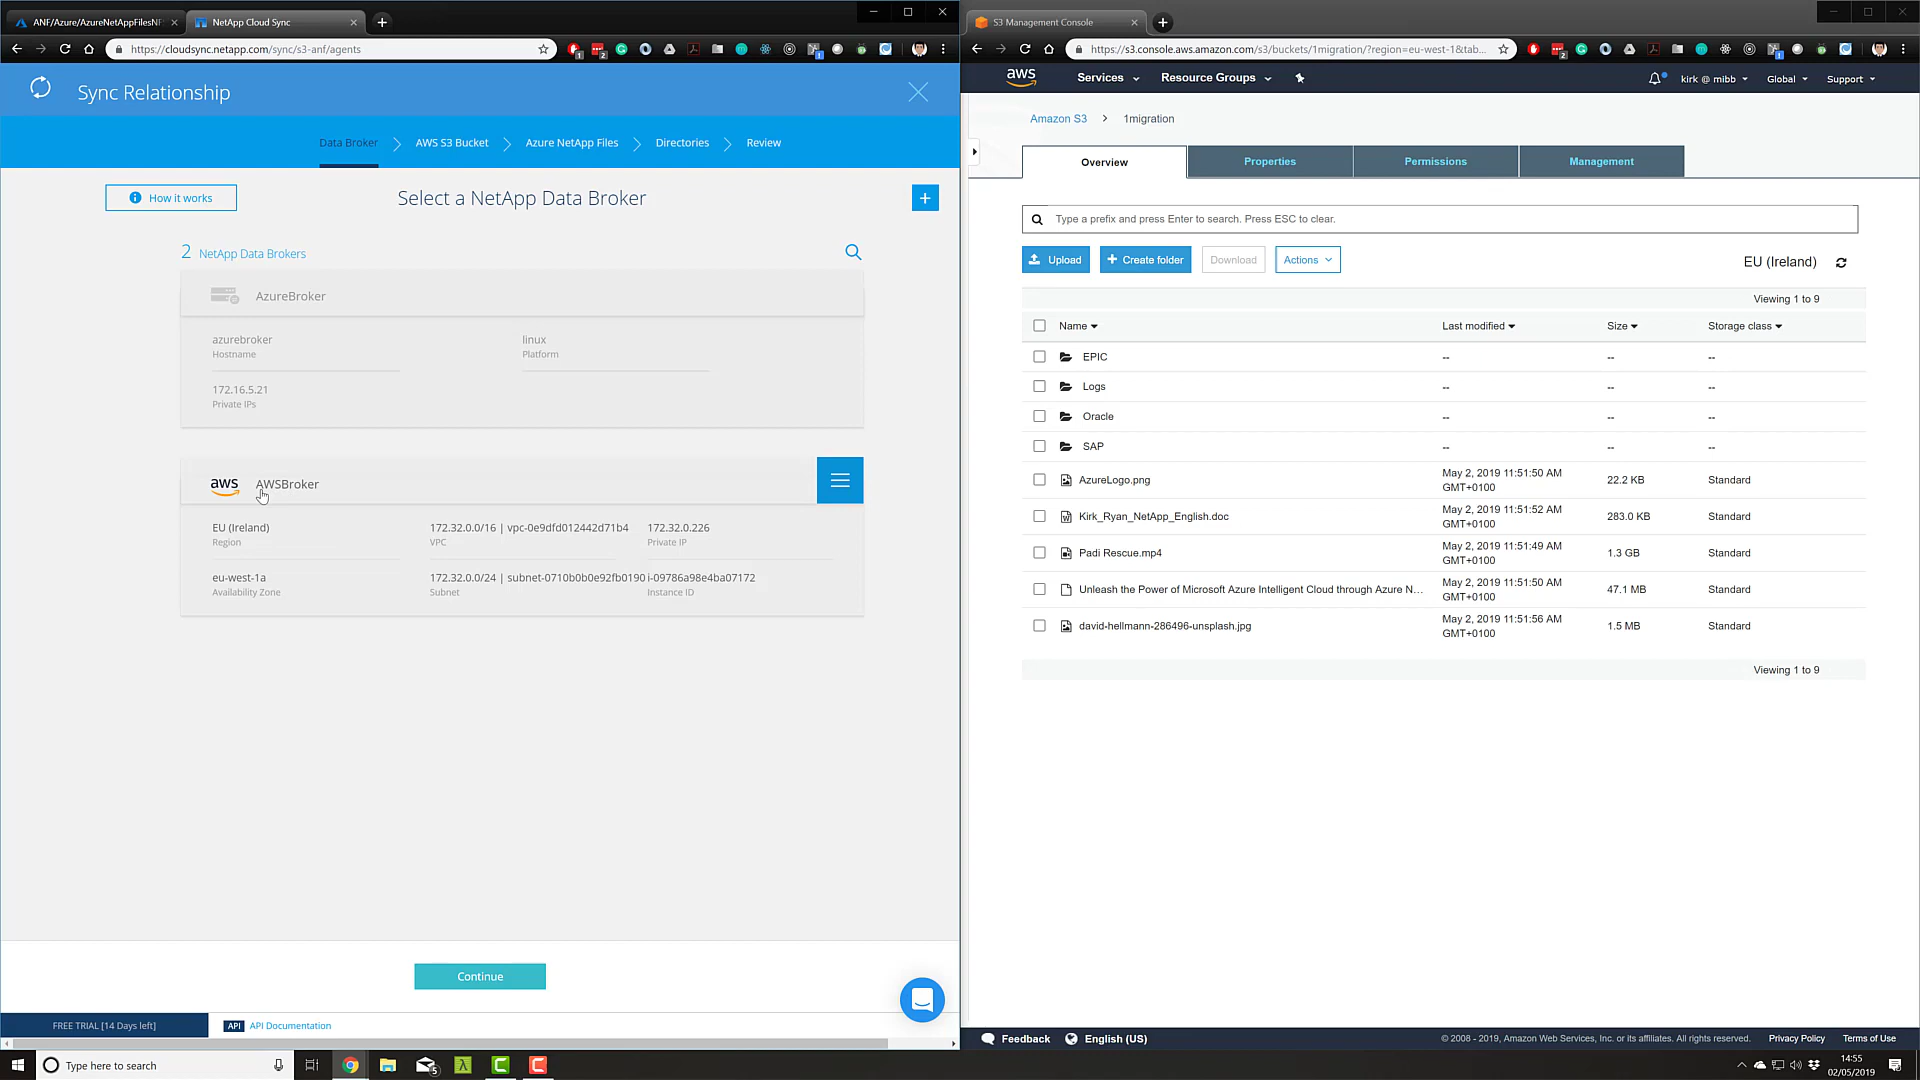 ANF/Azure/AzureNetAppFilesNF
NetApp Cloud Sync
S3 Management Console
https://cloudsync.netapp.com/sync/s3-anf/agents
https://s3.console.aws.amazon.com/s3/buckets/1migration/?region=eu-west-1&tab...
Sync Relationship
Data Broker
AWS S3 Bucket
Azure NetApp Files
Directories
Review
How it works
Select a NetApp Data Broker
+
2 NetApp Data Brokers
AzureBroker
azurebroker
Hostname
linux
Platform
172.16.5.21
Private IPs
aws AWSBroker
EU (Ireland)
Region
172.32.0.0/16 | vpc-0e9dfd012442d71b4
VPC
172.32.0.226
Private IP
eu-west-1a
Availability Zone
172.32.0.0/24 | subnet-0710b0b0e92fb0190
Subnet
i-09786a98e4ba07172
Instance ID
Continue
FREE TRIAL [14 Days left]
API API Documentation
aws
Services
Resource Groups
kirk @ mibb
Global
Support
Amazon S3
1migration
Overview
Properties
Permissions
Management
Type a prefix and press Enter to search. Press ESC to clear.
Upload
+ Create folder
Download
Actions
EU (Ireland)
Viewing 1 to 9
Name
Last modified
Size
Storage class
EPIC -- -- --
Logs -- -- --
Oracle -- -- --
SAP -- -- --
AzureLogo.png
May 2, 2019 11:51:50 AM
GMT+0100
22.2 KB
Standard
Kirk_Ryan_NetApp_English.doc
May 2, 2019 11:51:52 AM
GMT+0100
283.0 KB
Standard
Padi Rescue.mp4
May 2, 2019 11:51:49 AM
GMT+0100
1.3 GB
Standard
Unleash the Power of Microsoft Azure Intelligent Cloud through Azure N...
May 2, 2019 11:51:50 AM
GMT+0100
47.1 MB
Standard
david-hellmann-286496-unsplash.jpg
May 2, 2019 11:51:56 AM
GMT+0100
1.5 MB
Standard
Viewing 1 to 9
Feedback
English (US)
© 2008 - 2019, Amazon Web Services, Inc. or its affiliates. All rights reserved.
Privacy Policy
Terms of Use
Type here to search
14:55
02/05/2019